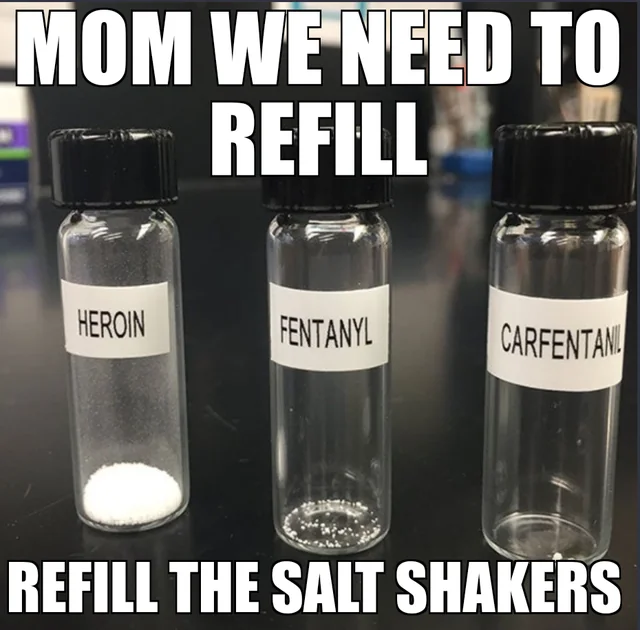 MOM WE NEED TO
REFILL
HEROIN
FENTANYL
CARFENTANIL
REFILL THE SALT SHAKERS